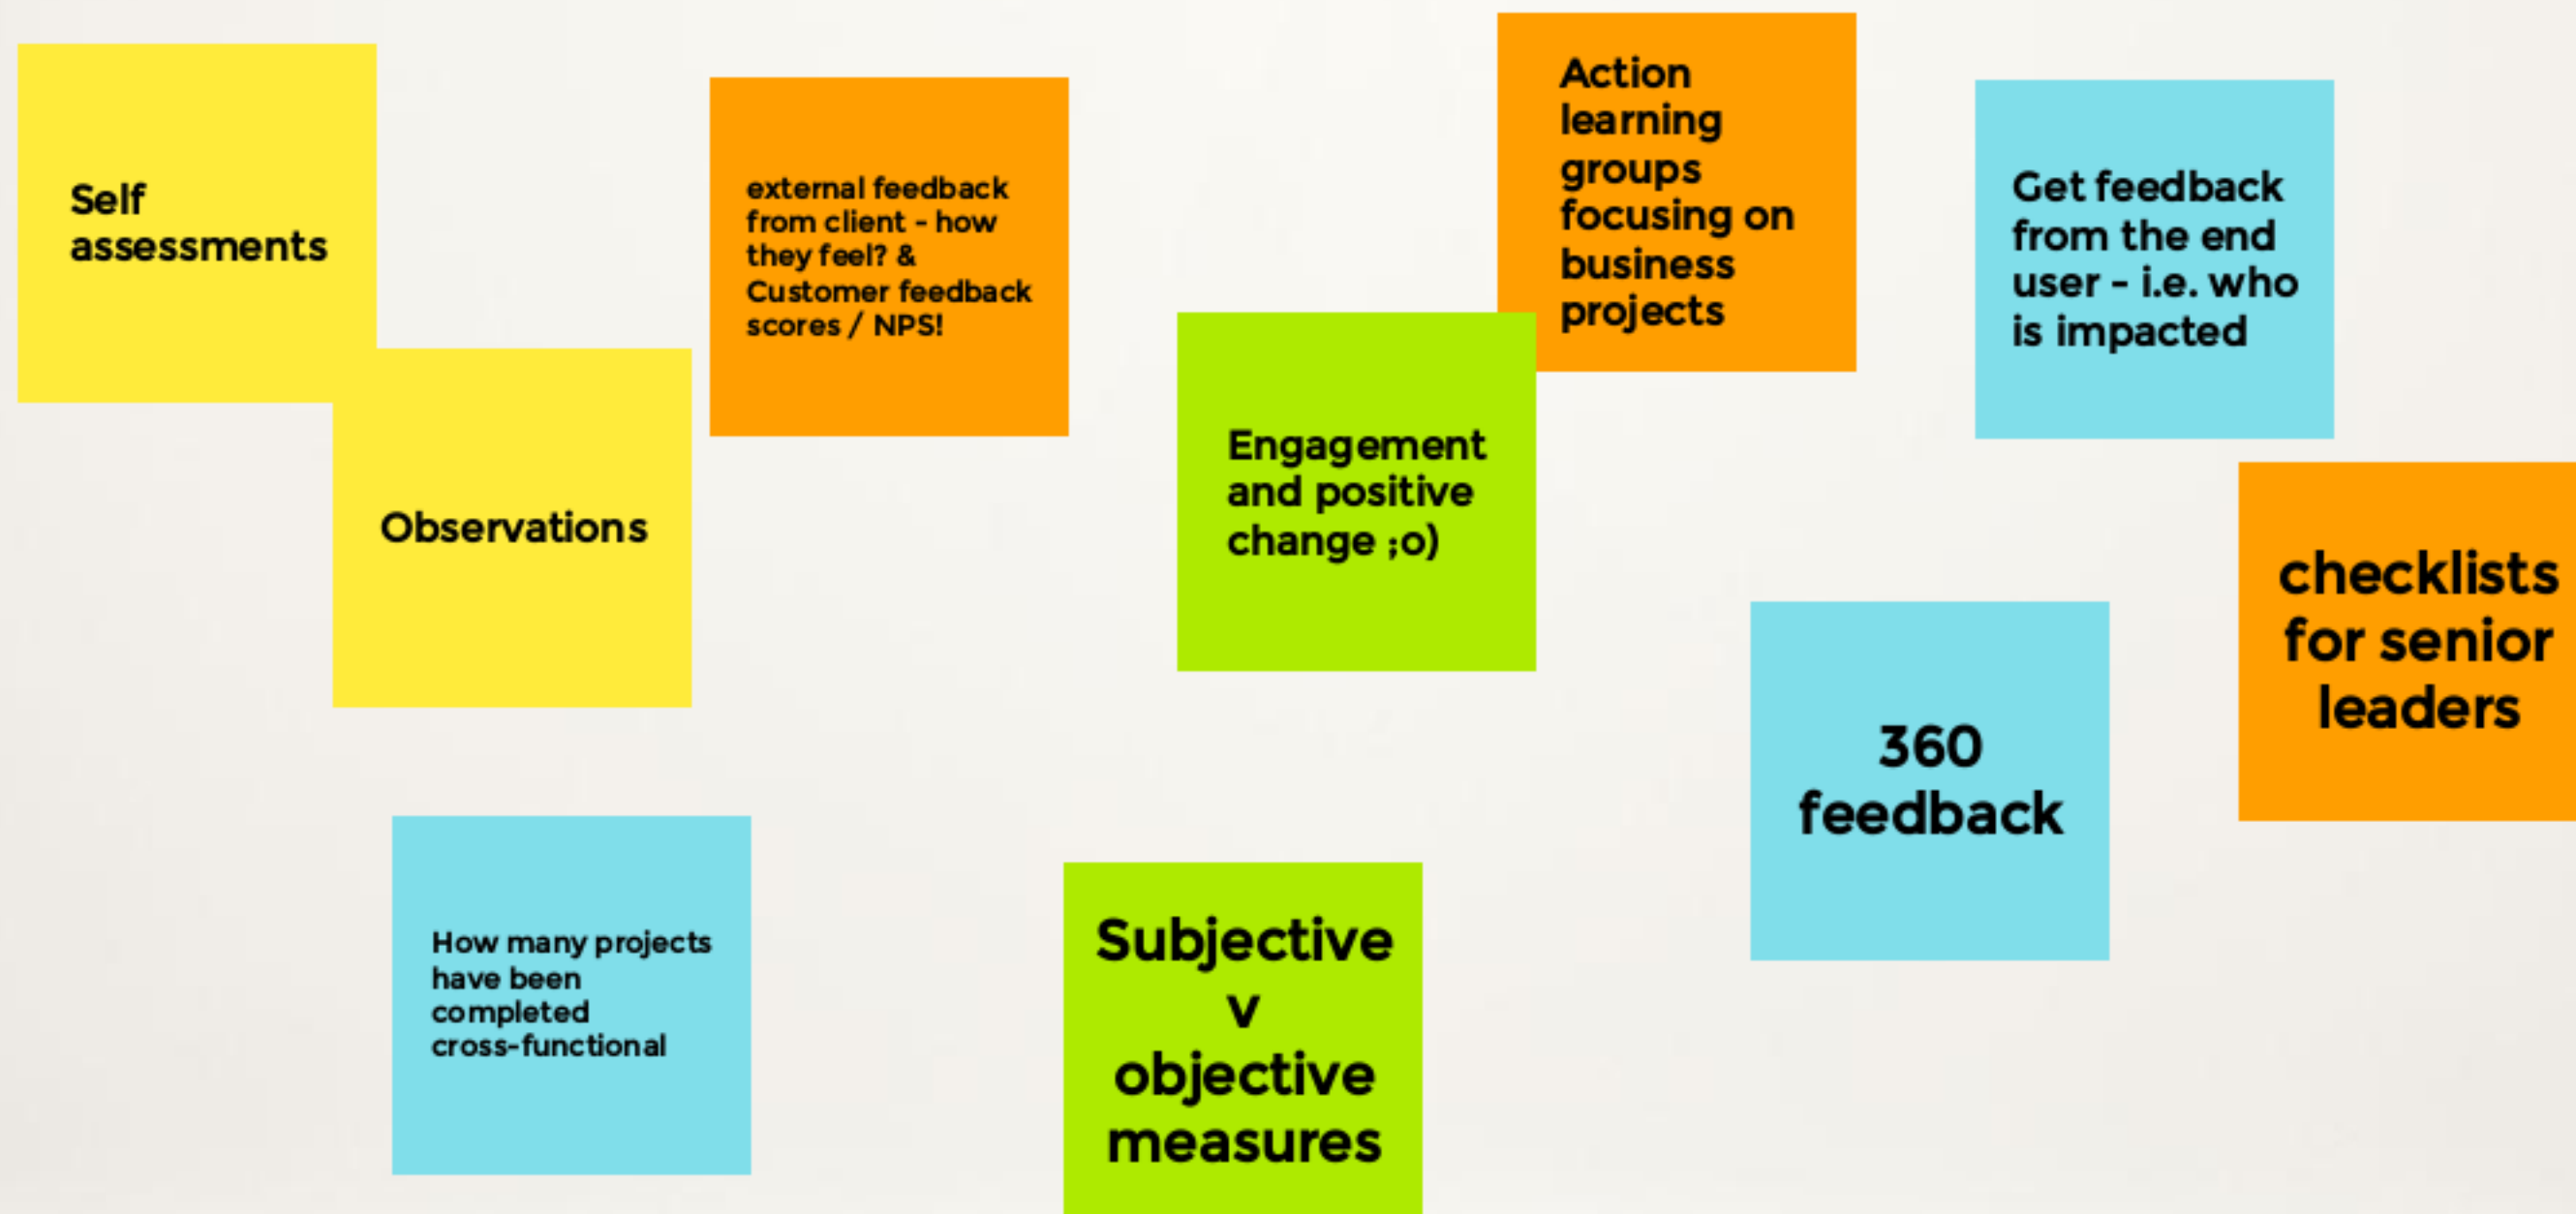 Self
assessments
Observations
external feedback
from client - how
they feel? &
Customer feedback
scores / NPS!
Action
learning
groups
focusing on
business
projects
Get feedback
from the end
user - i.e. who
is impacted
Engagement
and positive
change ;o)
checklists
for senior
leaders
360
feedback
How many projects
have been
completed
cross-functional
Subjective
v
objective
measures